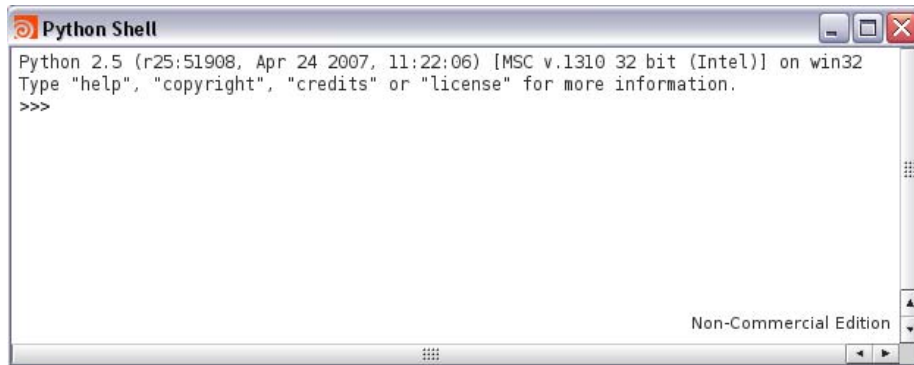 Python Shell
Python 2.5 (r25:51908, Apr 24 2007, 11:22:06) [MSC v.1310 32 bit (Intel)] on win32
Type "help", "copyright", "credits" or "license" for more information.
>>>
Non-Commercial Edition